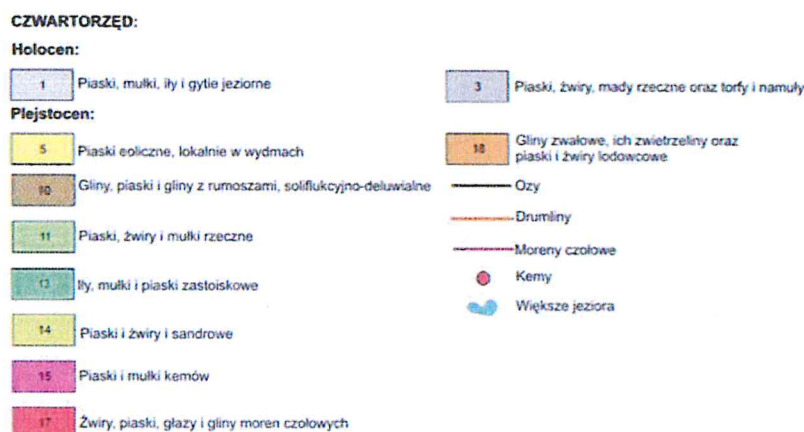 CZWARTORZĘD:
Holocen:
1 Piaski, mułki, iły i gytie jeziorne
3 Piaski, żwiry, mady rzeczne oraz torfy i namuły
Plejstocen:
5 Piaski eoliczne, lokalnie w wydmach
10 Gliny, piaski i gliny z rumoszami, soliflukcyjno-deluwialne
11 Piaski, żwiry i mułki rzeczne
13 Iły, mułki i piaski zastoiskowe
14 Piaski i żwiry i sandrowe
15 Piaski i mułki kemów
17 Żwiry, piaski, głazy i gliny moren czołowych
18 Gliny zwałowe, ich zwietrzeliny oraz
piaski i żwiry lodowcowe
Ozy
Drumliny
Moreny czołowe
Kemy
Większe jeziora